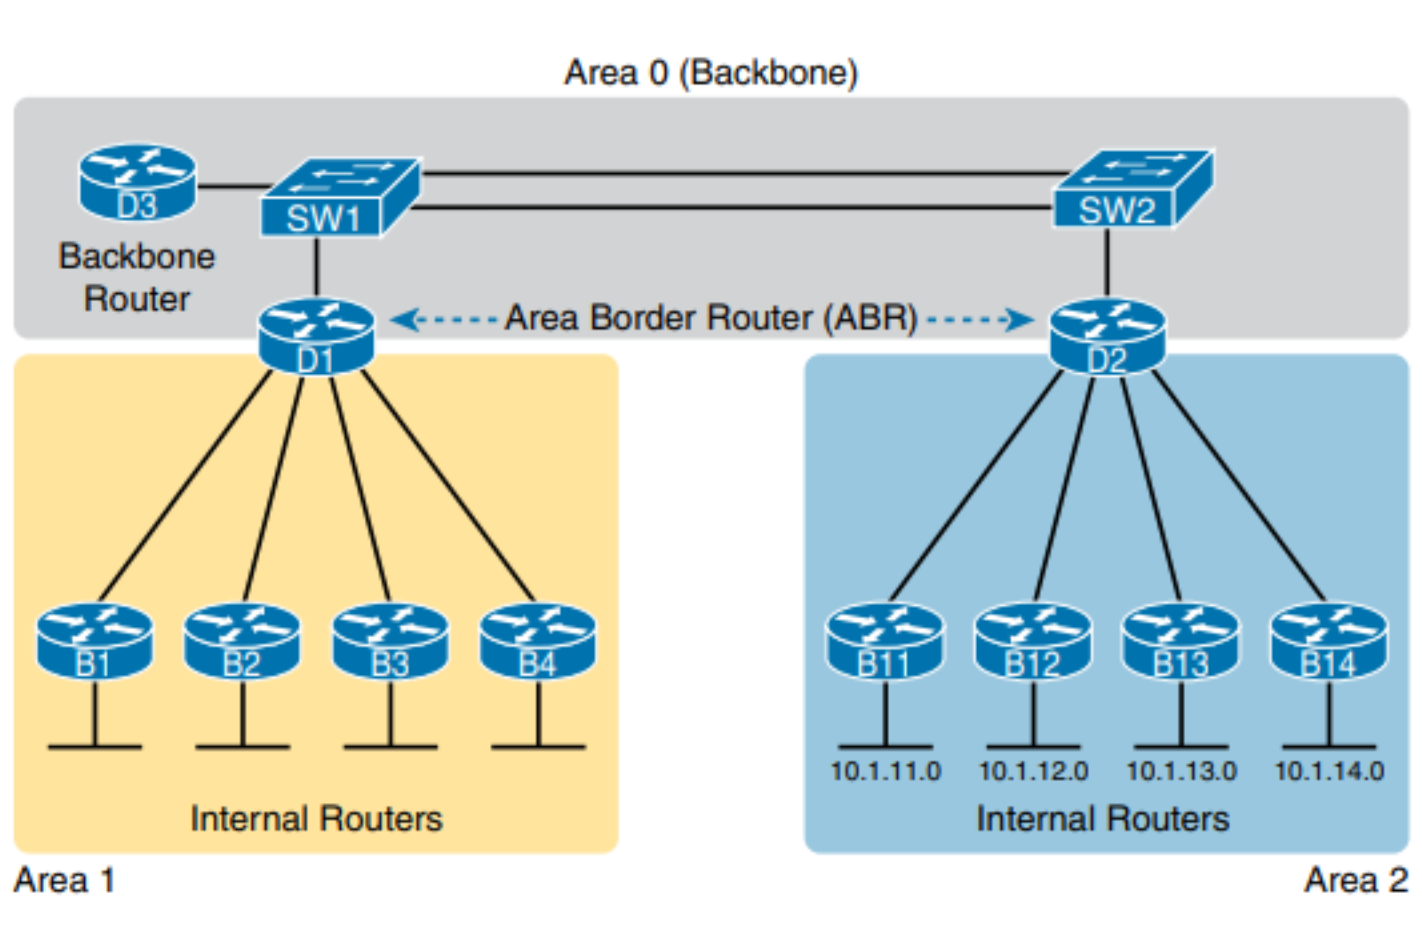 Area 0 (Backbone)
D3
SW1
SW2
Backbone
Router
Area Border Router (ABR)
D1
D2
B1
B2
B3
B4
B11
B12
B13
B14
10.1.11.0
10.1.12.0
10.1.13.0
10.1.14.0
Internal Routers
Internal Routers
Area 1
Area 2